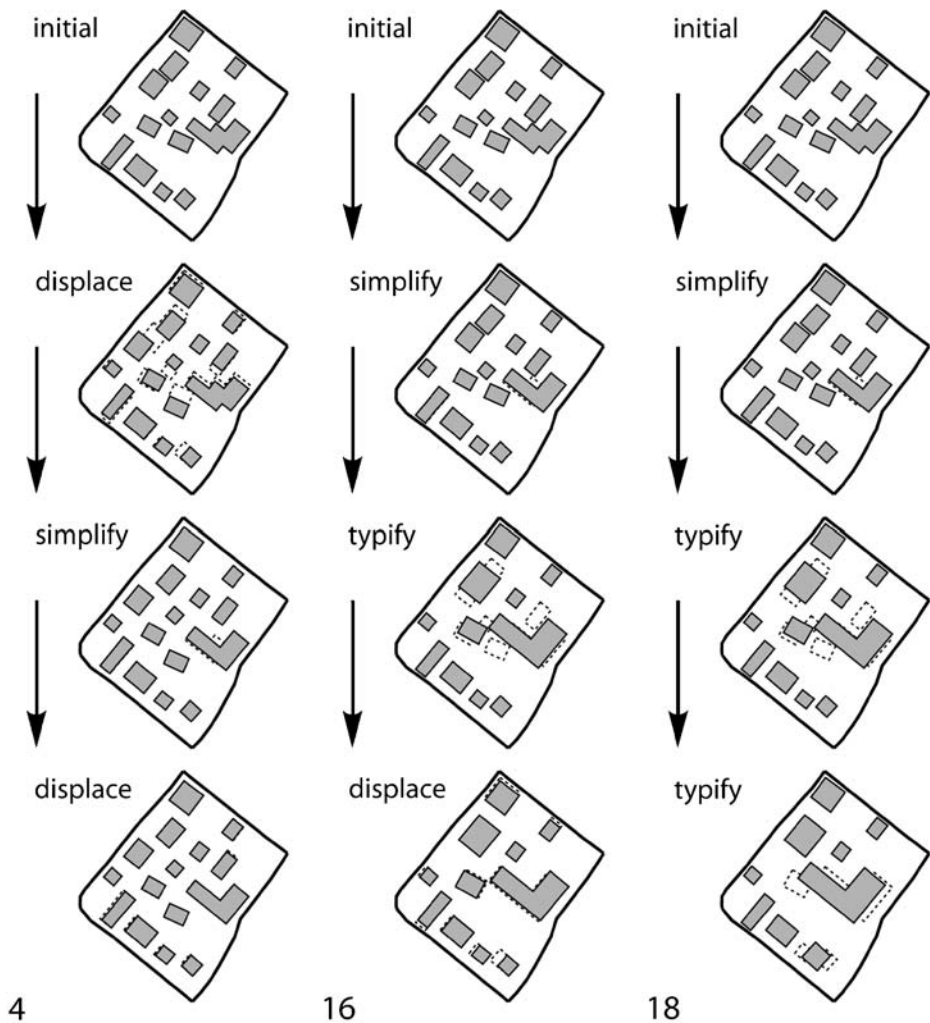 initial initial initial
displace simplify simplify
simplify typify typify
displace displace typify
4 16 18